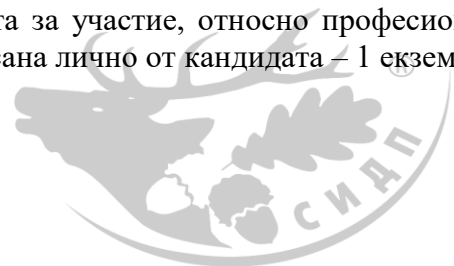 та за участие, относно професио
сана лично от кандидата – 1 екзем
®
СИДП